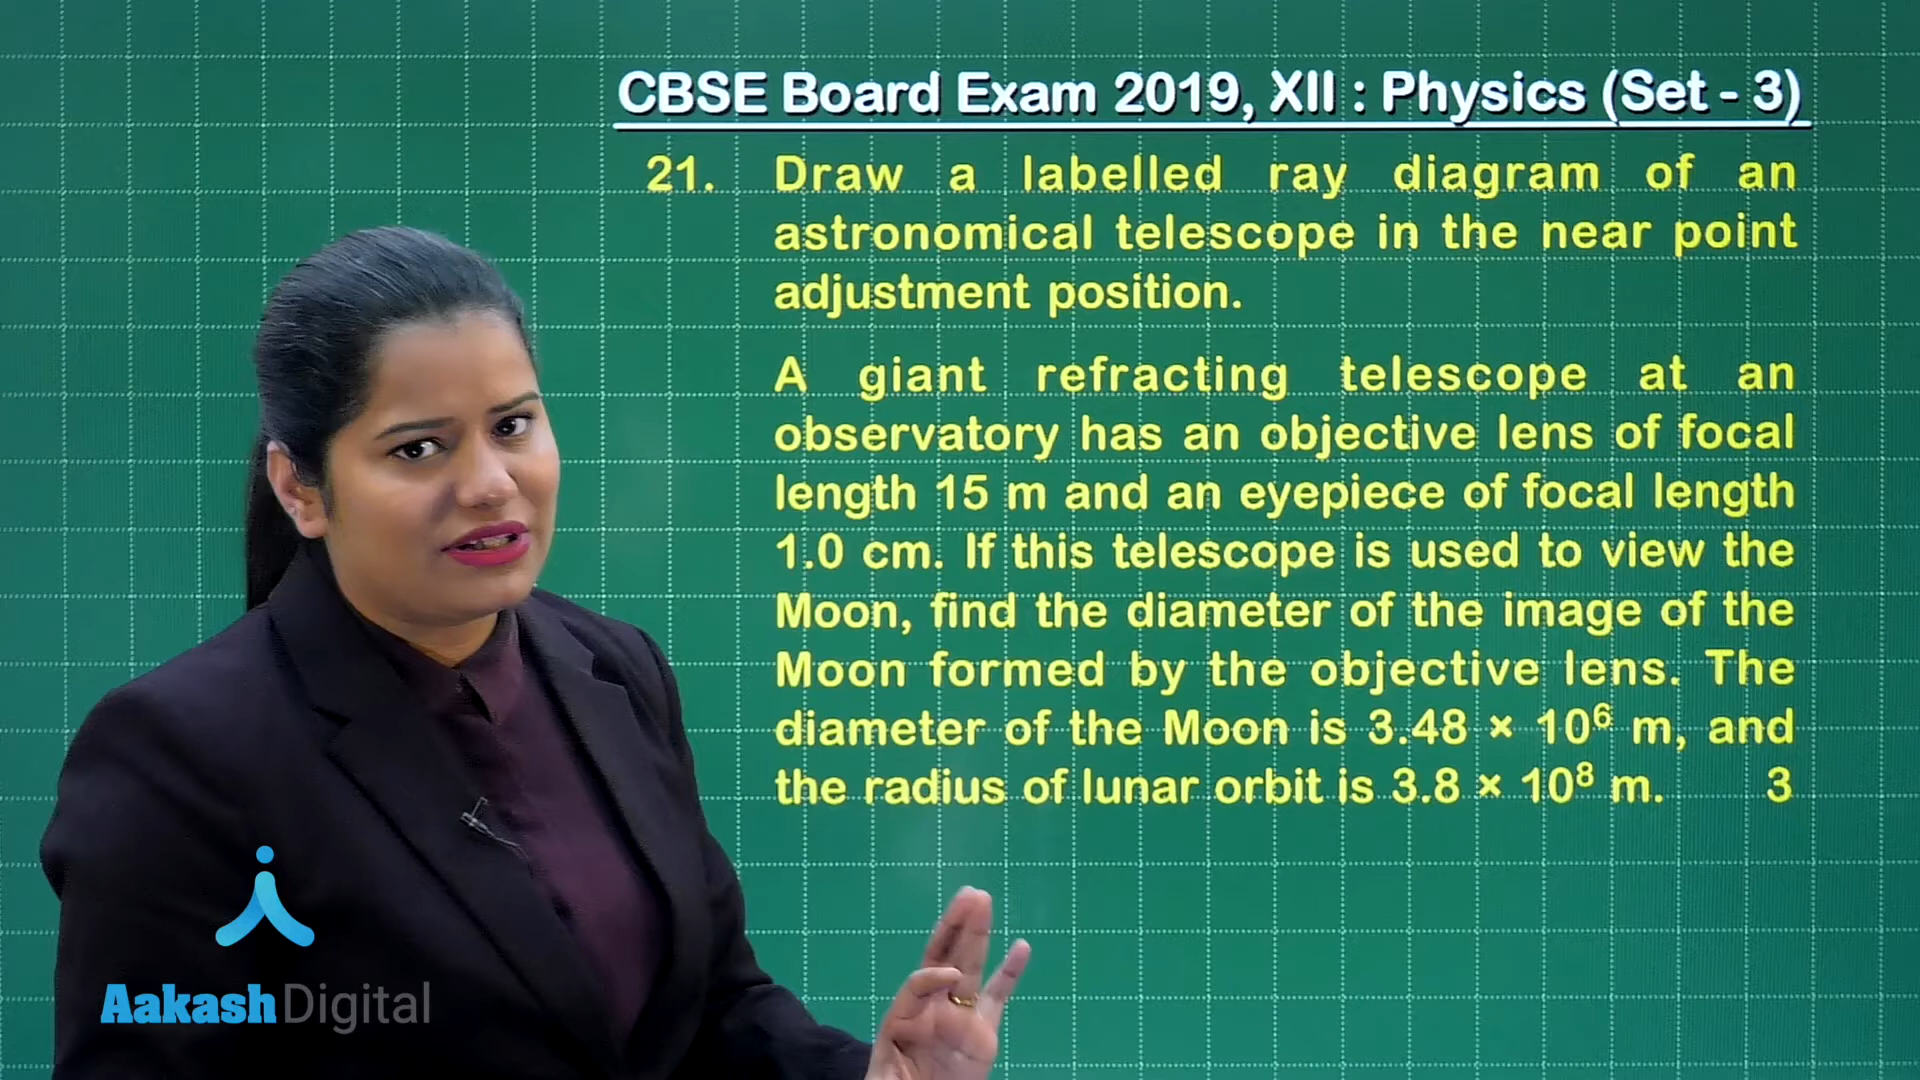 CBSE Board Exam 2019, XII : Physics (Set - 3)
21. Draw a labelled ray diagram of an
astronomical telescope in the near point
adjustment position.
A giant refracting telescope at an
observatory has an objective lens of focal
length 15 m and an eyepiece of focal length
1.0 cm. If this telescope is used to view the
Moon, find the diameter of the image of the
Moon formed by the objective lens. The
diameter of the Moon is 3.48 × 10⁶ m, and
the radius of lunar orbit is 3.8 × 10⁸ m. 3
Aakash Digital